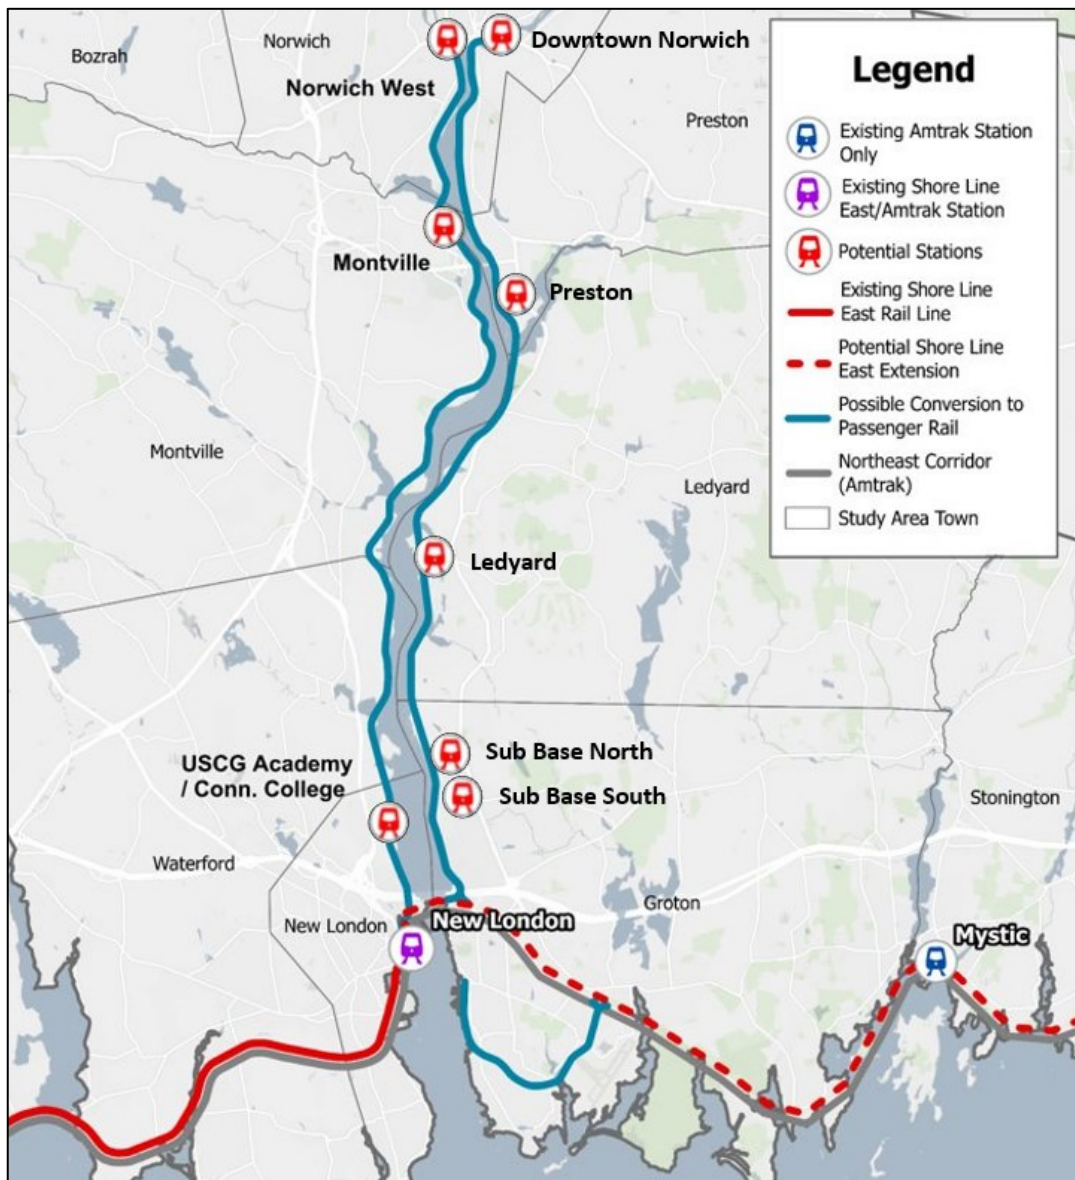 Bozrah
Norwich
Downtown Norwich
Norwich West
Preston
Montville
Preston
Montville
Ledyard
Ledyard
Sub Base North
USCG Academy
/ Conn. College
Sub Base South
Stonington
Waterford
Groton
New London
New London
Mystic
Legend
Existing Amtrak Station
Only
Existing Shore Line
East/Amtrak Station
Potential Stations
Existing Shore Line
East Rail Line
Potential Shore Line
East Extension
Possible Conversion to
Passenger Rail
Northeast Corridor
(Amtrak)
Study Area Town